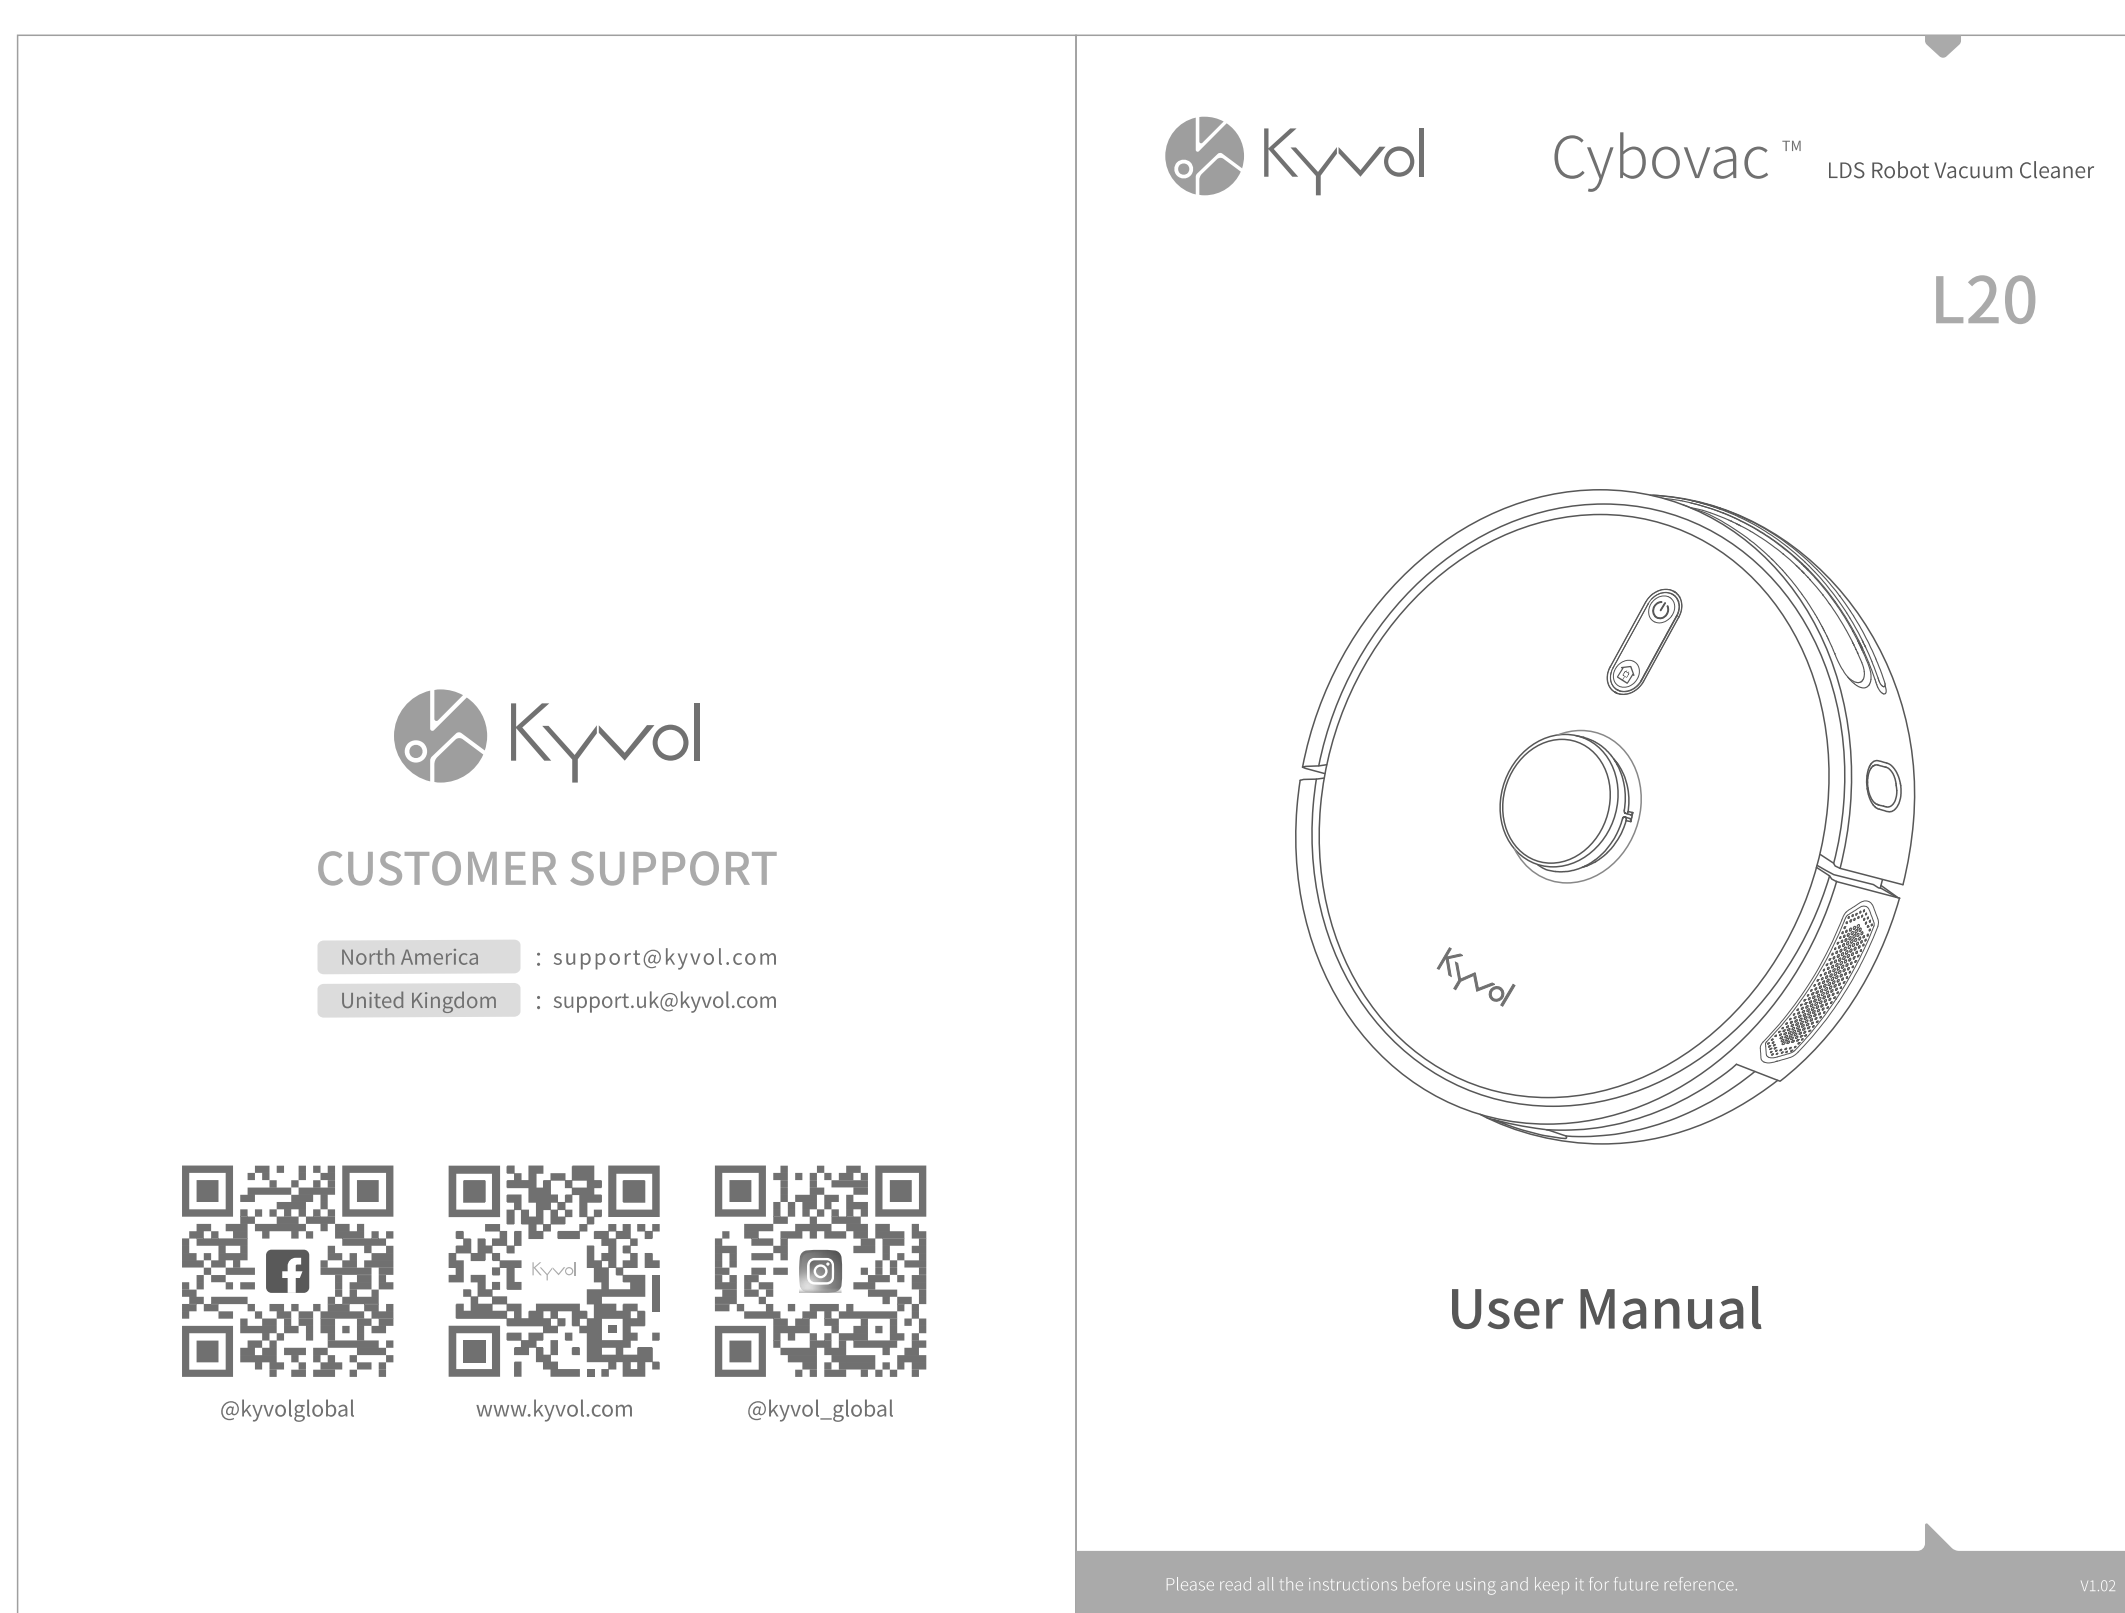 Kyvol
CUSTOMER SUPPORT
North America : support@kyvol.com
United Kingdom : support.uk@kyvol.com
Kyvol
@kyvolglobal
www.kyvol.com
@kyvol_global
Kyvol
Cybovac™ LDS Robot Vacuum Cleaner
L20
Kyvol
User Manual
Please read all the instructions before using and keep it for future reference.
V1.02